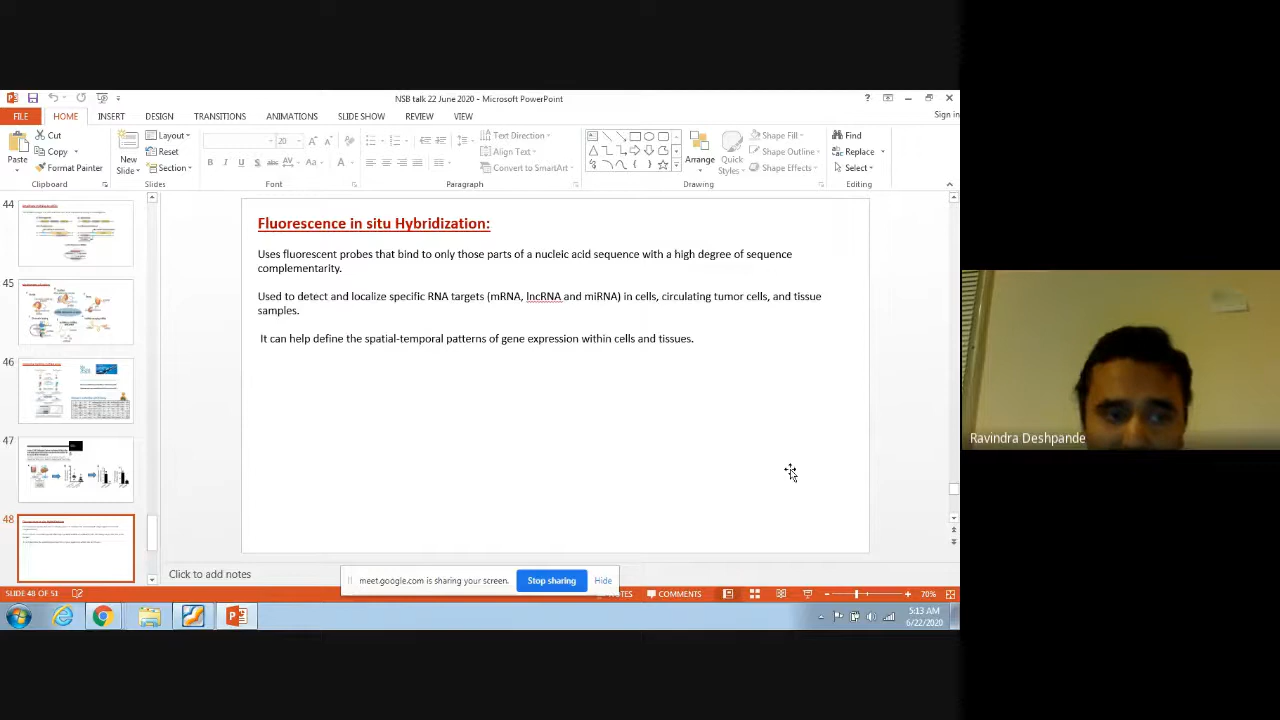 NSB talk 22 June 2020 - Microsoft PowerPoint
?
FILE HOME INSERT DESIGN TRANSITIONS ANIMATIONS SLIDE SHOW REVIEW VIEW Sign in
Paste
Cut
Copy
Format Painter
Clipboard
New Slide
Layout
Reset
Section
Slides
20
B I U S abc AV Aa A
Font
Text Direction
Align Text
Convert to SmartArt
Paragraph
Arrange
Quick Styles
Shape Fill
Shape Outline
Shape Effects
Drawing
Find
Replace
Select
Editing
44
45
46
47
48
Fluorescence in situ Hybridization:
Uses fluorescent probes that bind to only those parts of a nucleic acid sequence with a high degree of sequence
complementarity.
Used to detect and localize specific RNA targets (mRNA, lncRNA and miRNA) in cells, circulating tumor cells, and tissue
samples.
It can help define the spatial-temporal patterns of gene expression within cells and tissues.
Ravindra Deshpande
Click to add notes
meet.google.com is sharing your screen. Stop sharing Hide
SLIDE 48 OF 51 NOTES COMMENTS 70%
5:13 AM
6/22/2020